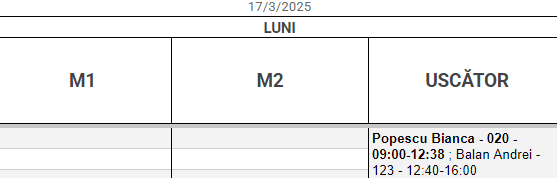 17/3/2025
LUNI
M1 M2 USCĂTOR
Popescu Bianca - 020 -
09:00-12:38 ; Balan Andrei -
123 - 12:40-16:00